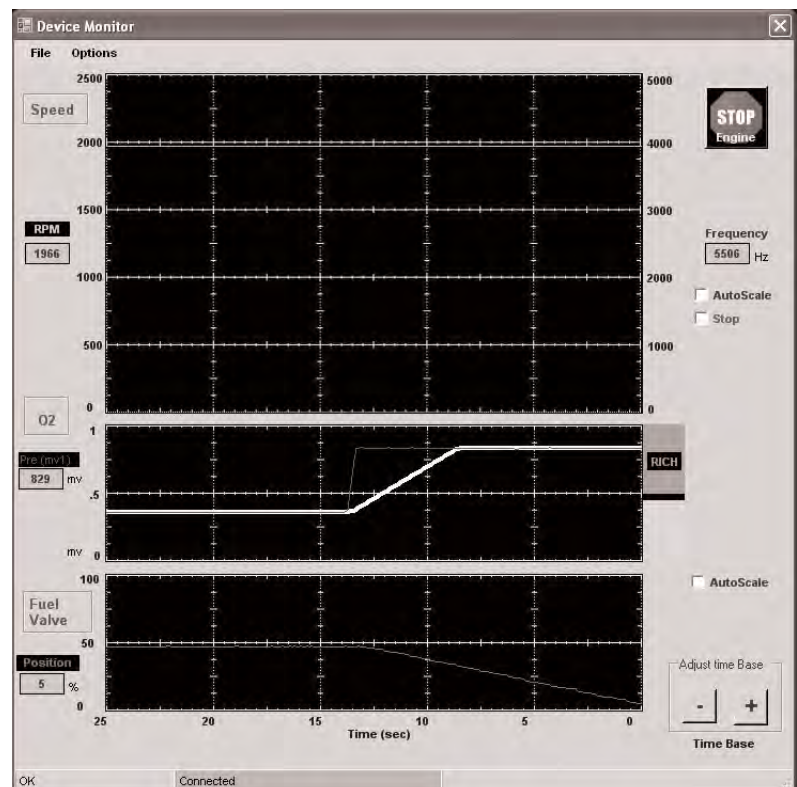 Device Monitor
File Options
Speed
2500
2000
1500
1000
500
0
5000
4000
3000
2000
1000
0
STOP
Engine
RPM
1966
Frequency
5506 Hz
AutoScale
Stop
O2
1
.5
0
Pre (mv1)
829 mv
mv
RICH
Fuel
Valve
100
50
0
Position
5 %
AutoScale
25 20 15 10 5 0
Time (sec)
Adjust time Base
- +
Time Base
OK Connected